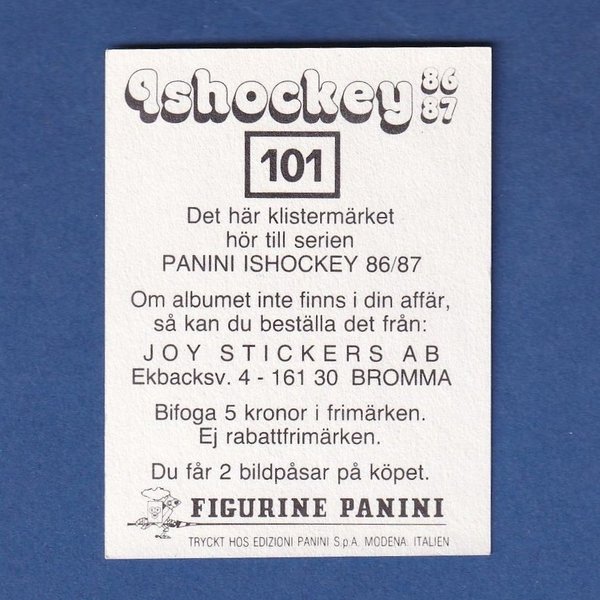 Ishockey 86
87
101
Det här klistermärket
hör till serien
PANINI ISHOCKEY 86/87
Om albumet inte finns i din affär,
så kan du beställa det från:
JOY STICKERS AB
Ekbacksv. 4 - 161 30 BROMMA
Bifoga 5 kronor i frimärken.
Ej rabattfrimärken.
Du får 2 bildpåsar på köpet.
FIGURINE PANINI
TRYCKT HOS EDIZIONI PANINI S.p.A. MODENA. ITALIEN